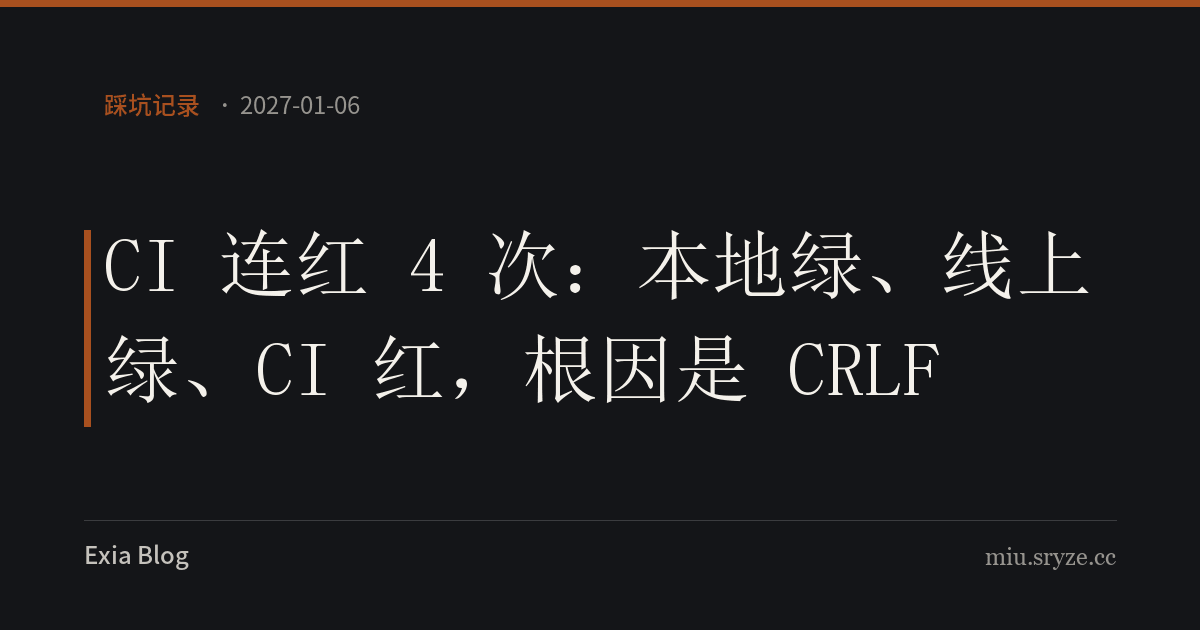 踩坑记录 · 2027-01-06
CI 连红 4 次：本地绿、线上
绿、CI 红，根因是 CRLF
Exia Blog
miu.sryze.cc